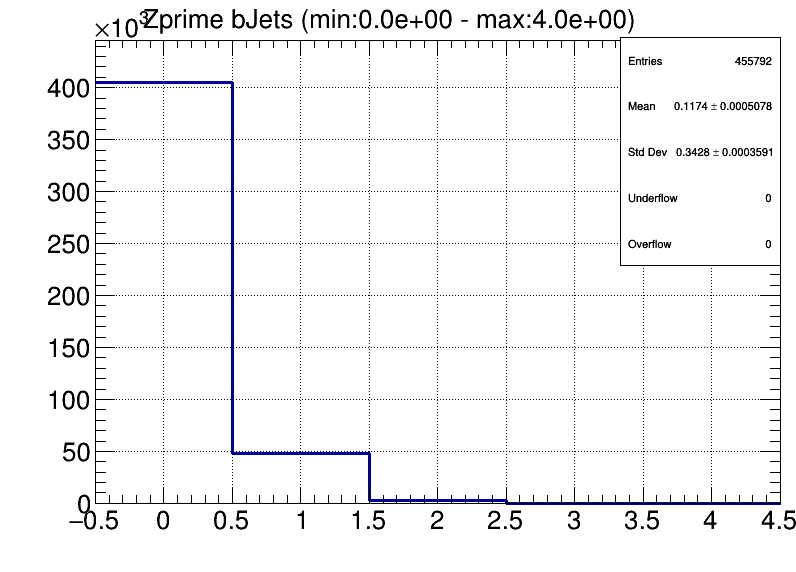 ×10³ Zprime bJets (min:0.0e+00 - max:4.0e+00)
Entries 455792
Mean 0.1174 ± 0.0005078
Std Dev 0.3428 ± 0.0003591
Underflow 0
Overflow 0
400
350
300
250
200
150
100
50
0
−0.5 0 0.5 1 1.5 2 2.5 3 3.5 4 4.5